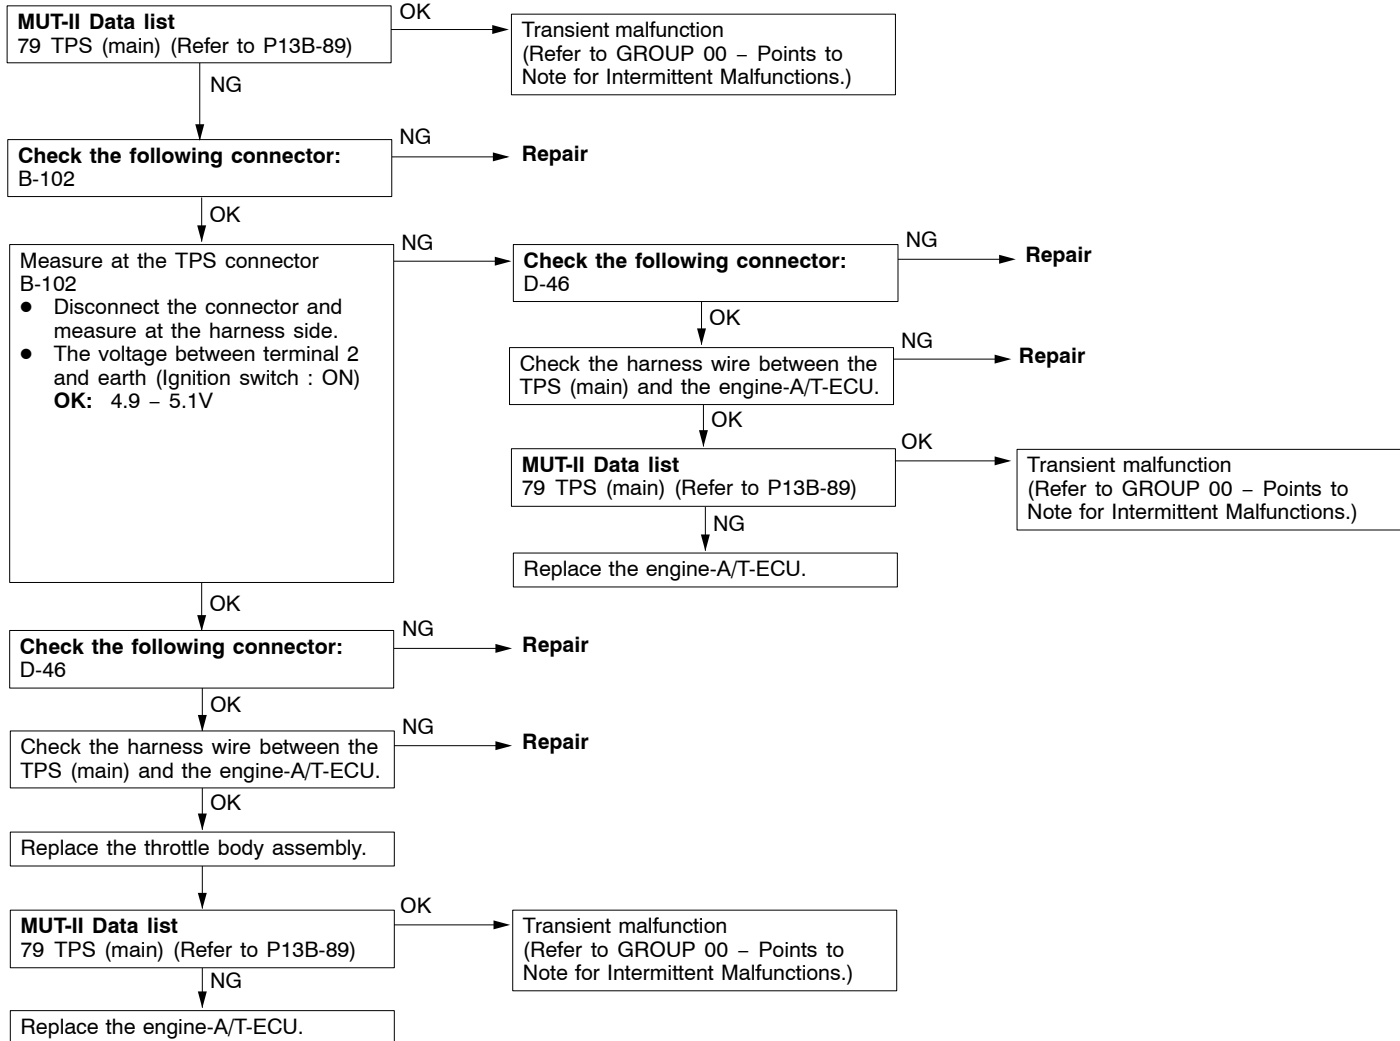 MUT-II Data list
79 TPS (main) (Refer to P13B-89)
OK
Transient malfunction
(Refer to GROUP 00 – Points to
Note for Intermittent Malfunctions.)
NG
Check the following connector:
B-102
NG
Repair
OK
Measure at the TPS connector
B-102
● Disconnect the connector and
measure at the harness side.
● The voltage between terminal 2
and earth (Ignition switch : ON)
OK: 4.9 – 5.1V
NG
Check the following connector:
D-46
NG
Repair
OK
Check the harness wire between the
TPS (main) and the engine-A/T-ECU.
NG
Repair
OK
MUT-II Data list
79 TPS (main) (Refer to P13B-89)
OK
Transient malfunction
(Refer to GROUP 00 – Points to
Note for Intermittent Malfunctions.)
NG
Replace the engine-A/T-ECU.
OK
Check the following connector:
D-46
NG
Repair
OK
Check the harness wire between the
TPS (main) and the engine-A/T-ECU.
NG
Repair
OK
Replace the throttle body assembly.
MUT-II Data list
79 TPS (main) (Refer to P13B-89)
OK
Transient malfunction
(Refer to GROUP 00 – Points to
Note for Intermittent Malfunctions.)
NG
Replace the engine-A/T-ECU.